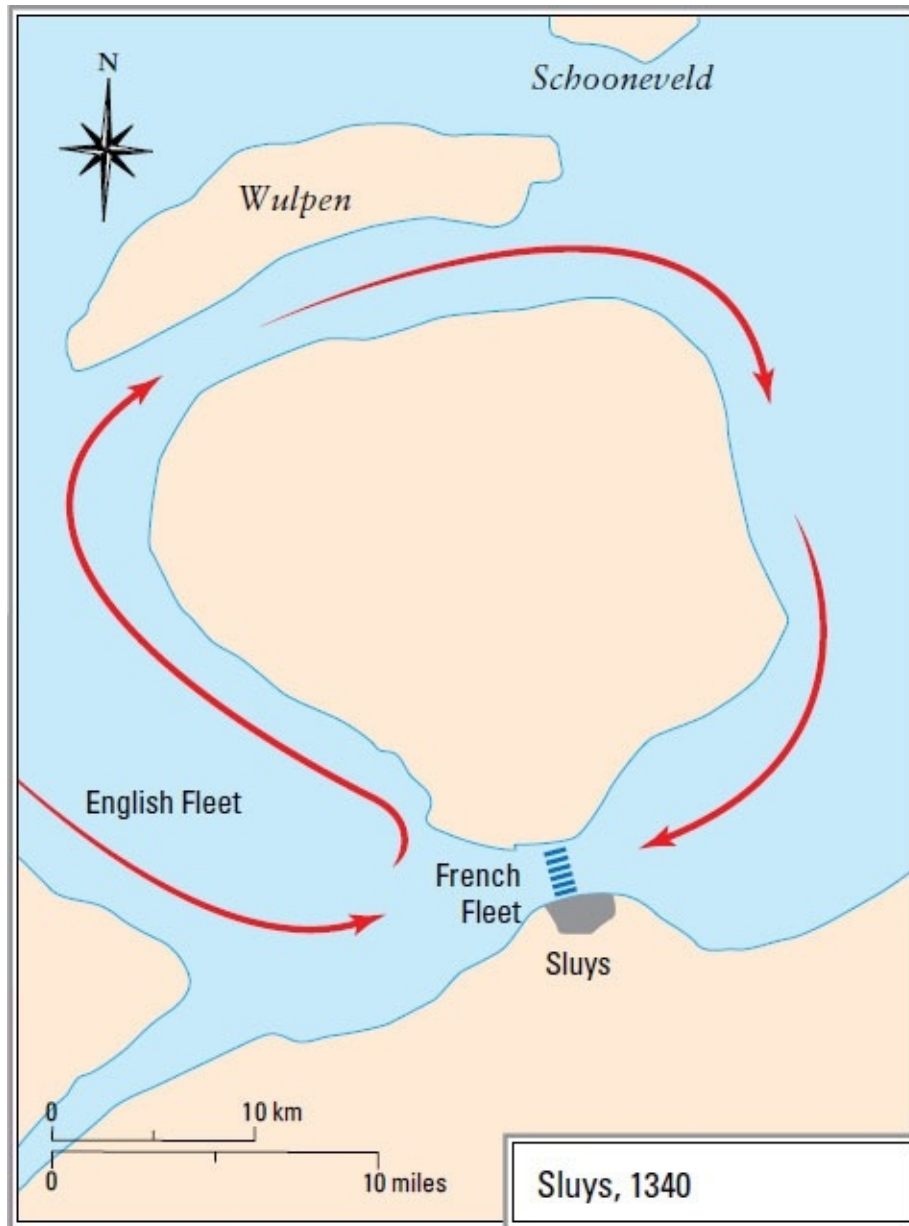 N
Schooneveld
Wulpen
English Fleet
French
Fleet
Sluys
0 10 km
0 10 miles
Sluys, 1340